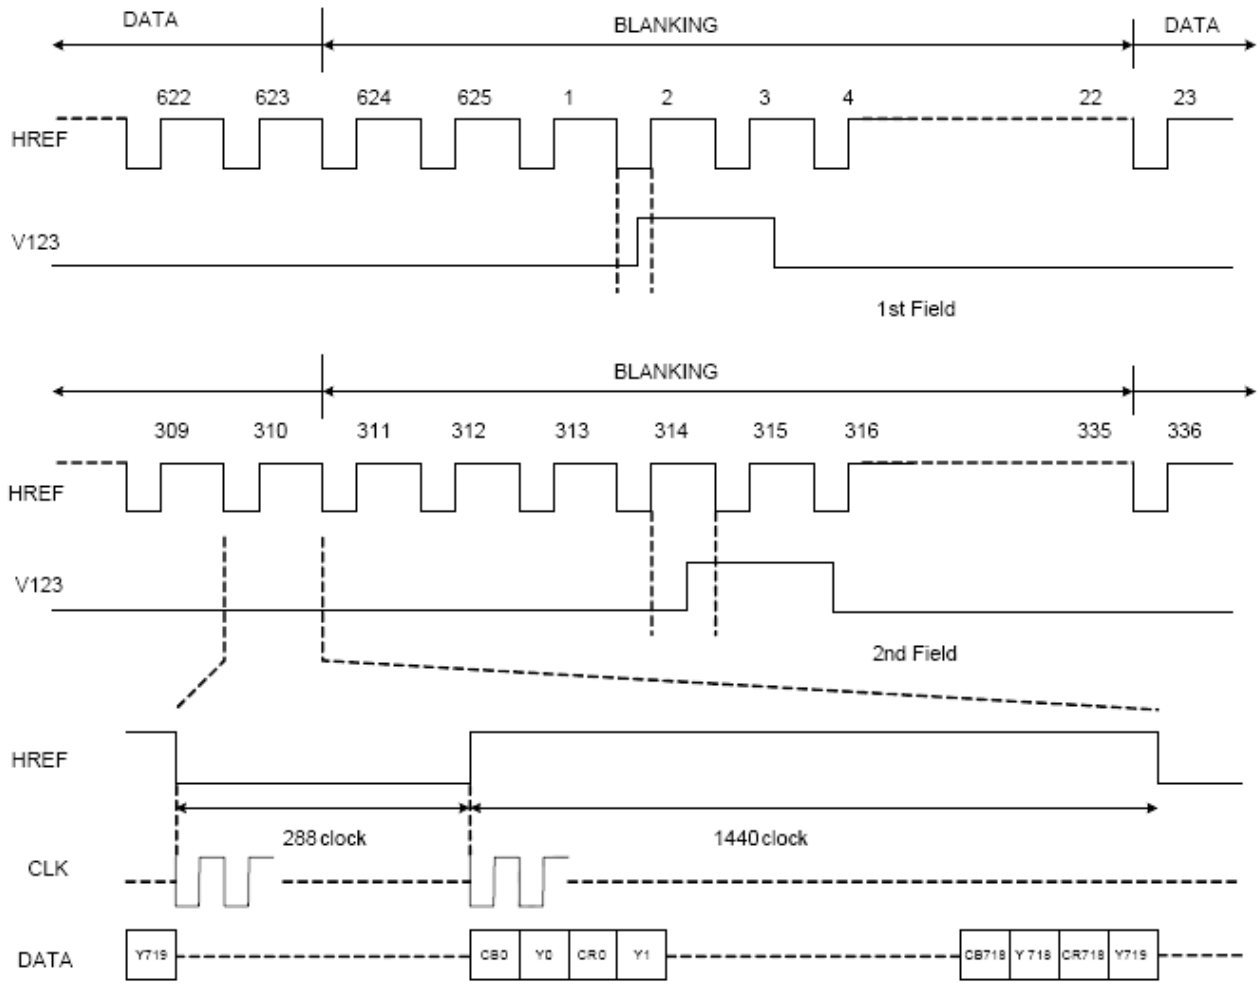 DATA BLANKING DATA
622 623 624 625 1 2 3 4 22 23
HREF
V123
1st Field
BLANKING
309 310 311 312 313 314 315 316 335 336
HREF
V123
2nd Field
HREF
288 clock 1440 clock
CLK
DATA Y719 CB0 Y0 CR0 Y1 CB718 Y 718 CR718 Y719